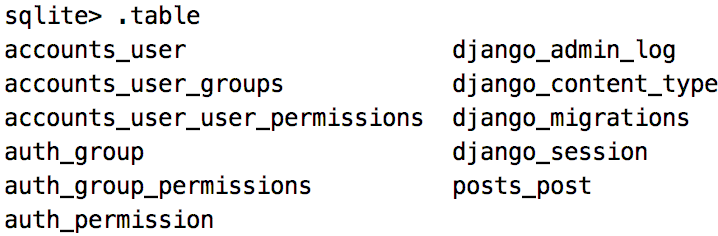 sqlite> .table
accounts_user django_admin_log
accounts_user_groups django_content_type
accounts_user_user_permissions django_migrations
auth_group django_session
auth_group_permissions posts_post
auth_permission